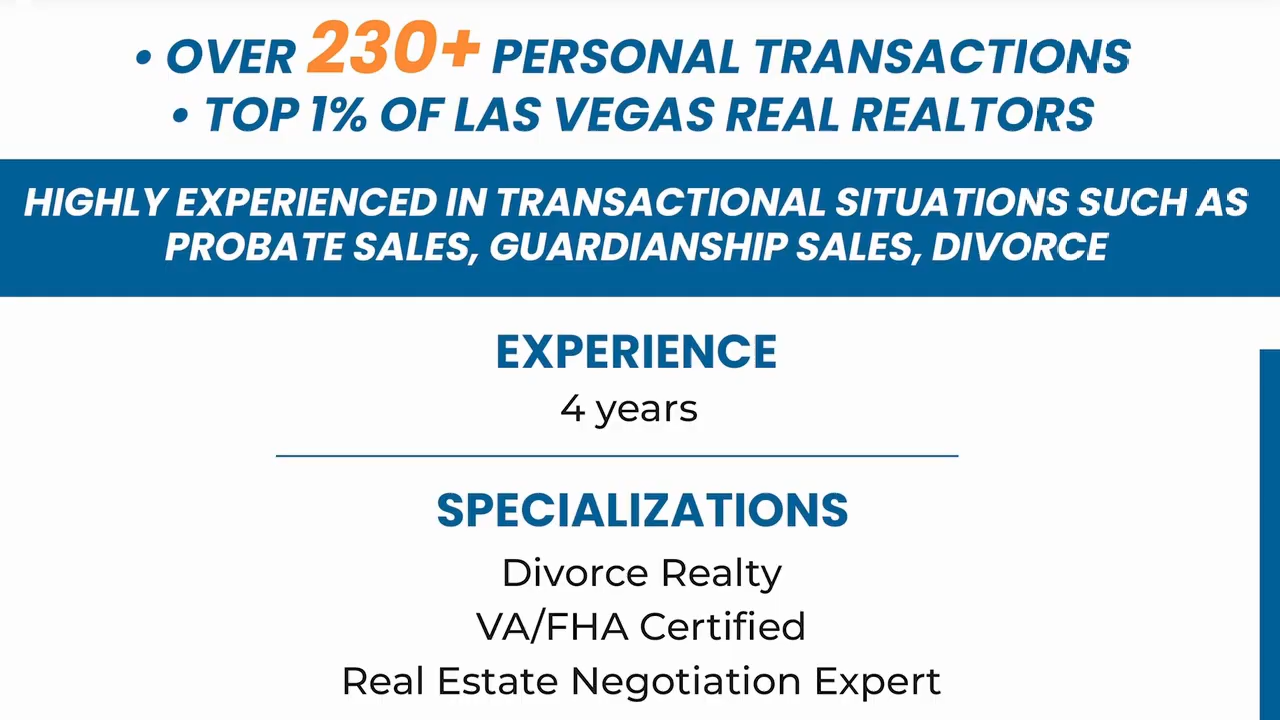 • OVER 230+ PERSONAL TRANSACTIONS
• TOP 1% OF LAS VEGAS REAL REALTORS
HIGHLY EXPERIENCED IN TRANSACTIONAL SITUATIONS SUCH AS
PROBATE SALES, GUARDIANSHIP SALES, DIVORCE
EXPERIENCE
4 years
SPECIALIZATIONS
Divorce Realty
VA/FHA Certified
Real Estate Negotiation Expert